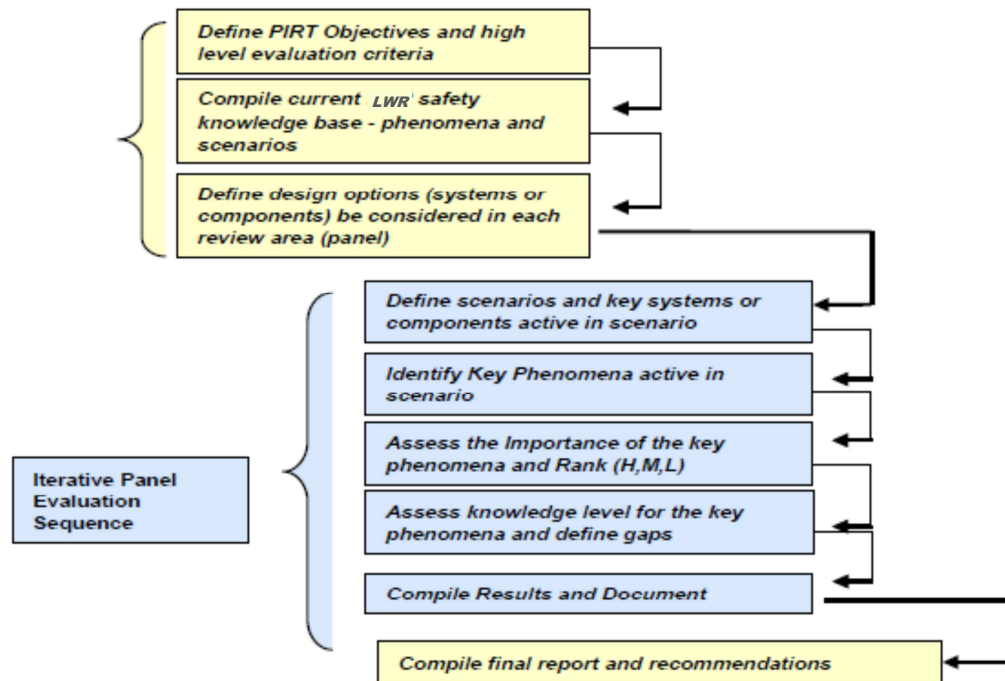 Define PIRT Objectives and high
level evaluation criteria
Compile current LWR safety
knowledge base - phenomena and
scenarios
Define design options (systems or
components) be considered in each
review area (panel)
Define scenarios and key systems or
components active in scenario
Identify Key Phenomena active in
scenario
Assess the Importance of the key
phenomena and Rank (H,M,L)
Iterative Panel
Evaluation
Sequence
Assess knowledge level for the key
phenomena and define gaps
Compile Results and Document
Compile final report and recommendations